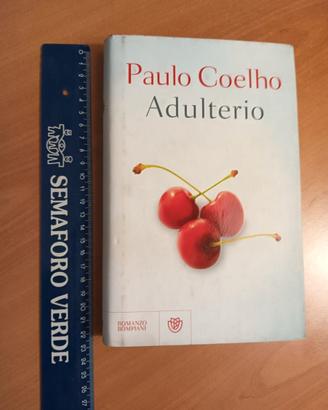 SEMAFORO VERDE
Paulo Coelho
Adulterio
ROMANZO
BOMPIANI